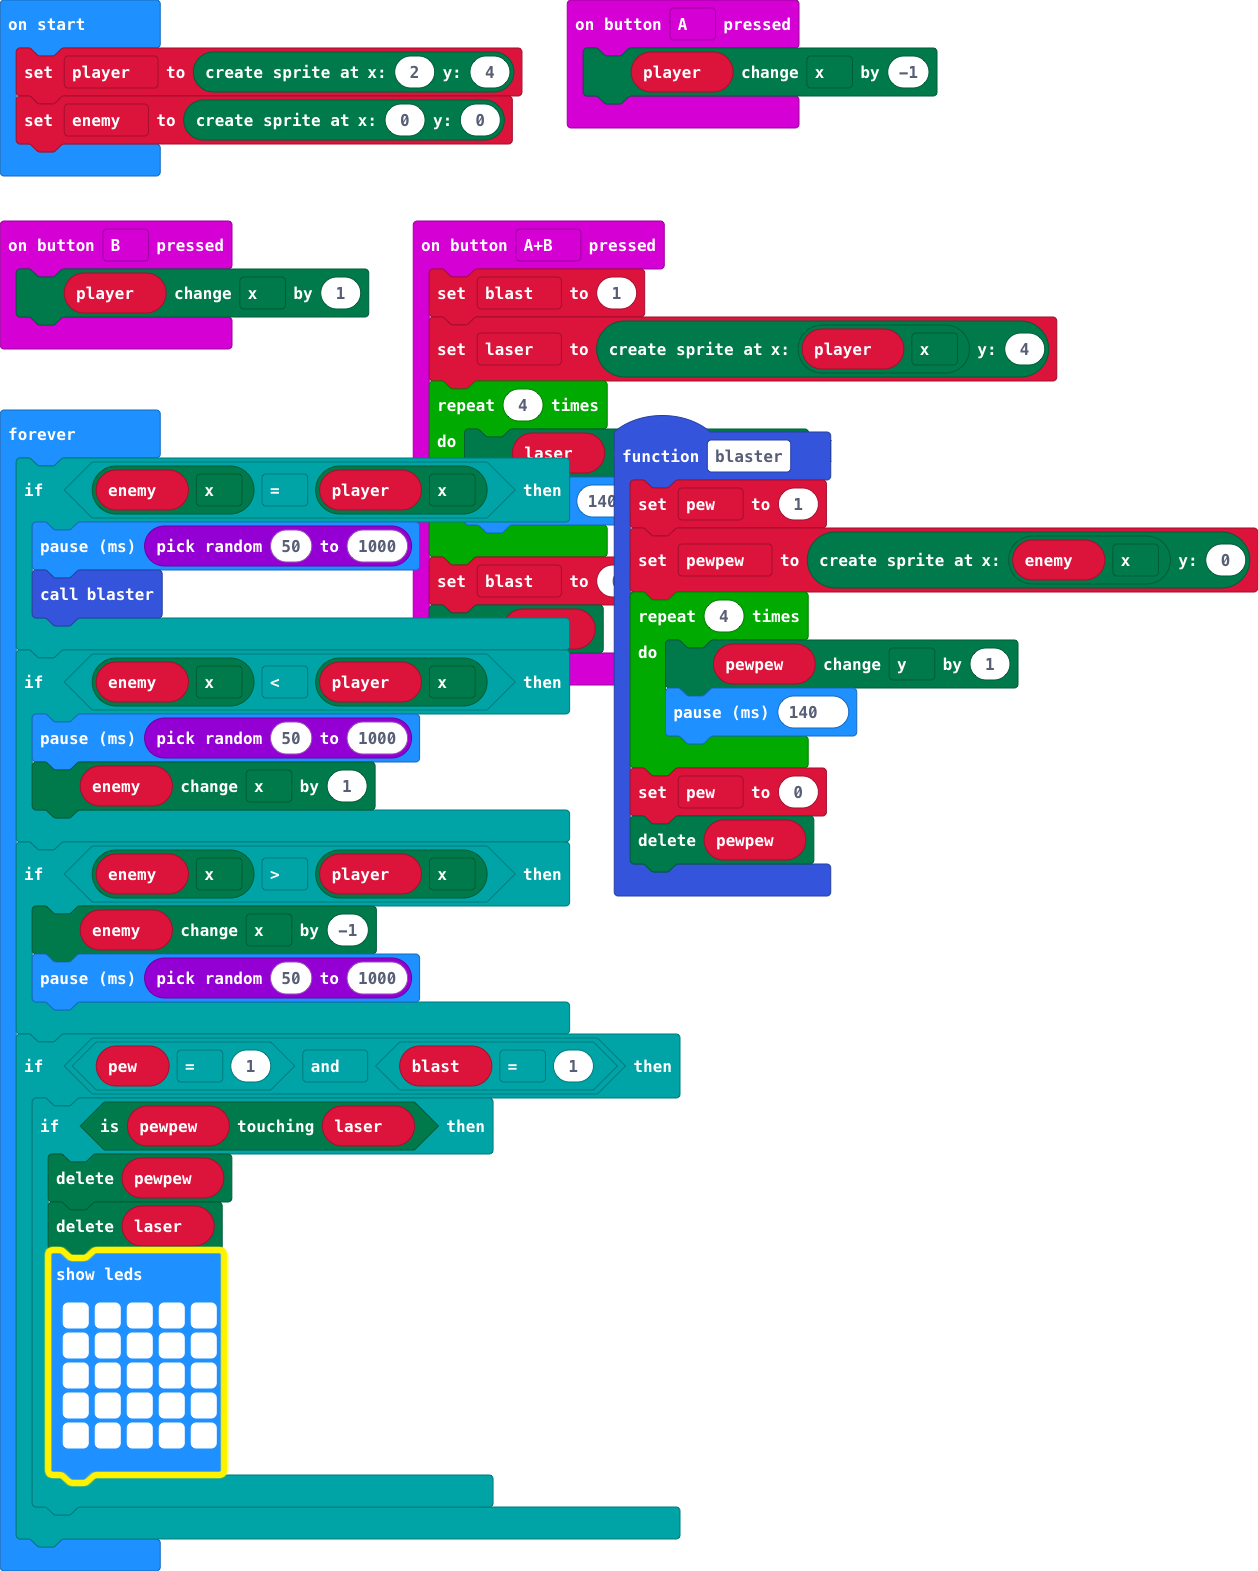 on start
set player to create sprite at x: 2 y: 4
set enemy to create sprite at x: 0 y: 0
on button A pressed
player change x by -1
on button B pressed
player change x by 1
on button A+B pressed
set blast to 1
set laser to create sprite at x: player x y: 4
repeat 4 times
do
laser
140
set blast to
forever
if enemy x = player x then
pause (ms) pick random 50 to 1000
call blaster
if enemy x < player x then
pause (ms) pick random 50 to 1000
enemy change x by 1
if enemy x > player x then
enemy change x by -1
pause (ms) pick random 50 to 1000
if pew = 1 and blast = 1 then
if is pewpew touching laser then
delete pewpew
delete laser
show leds
function blaster
set pew to 1
set pewpew to create sprite at x: enemy x y: 0
repeat 4 times
do
pewpew change y by 1
pause (ms) 140
set pew to 0
delete pewpew